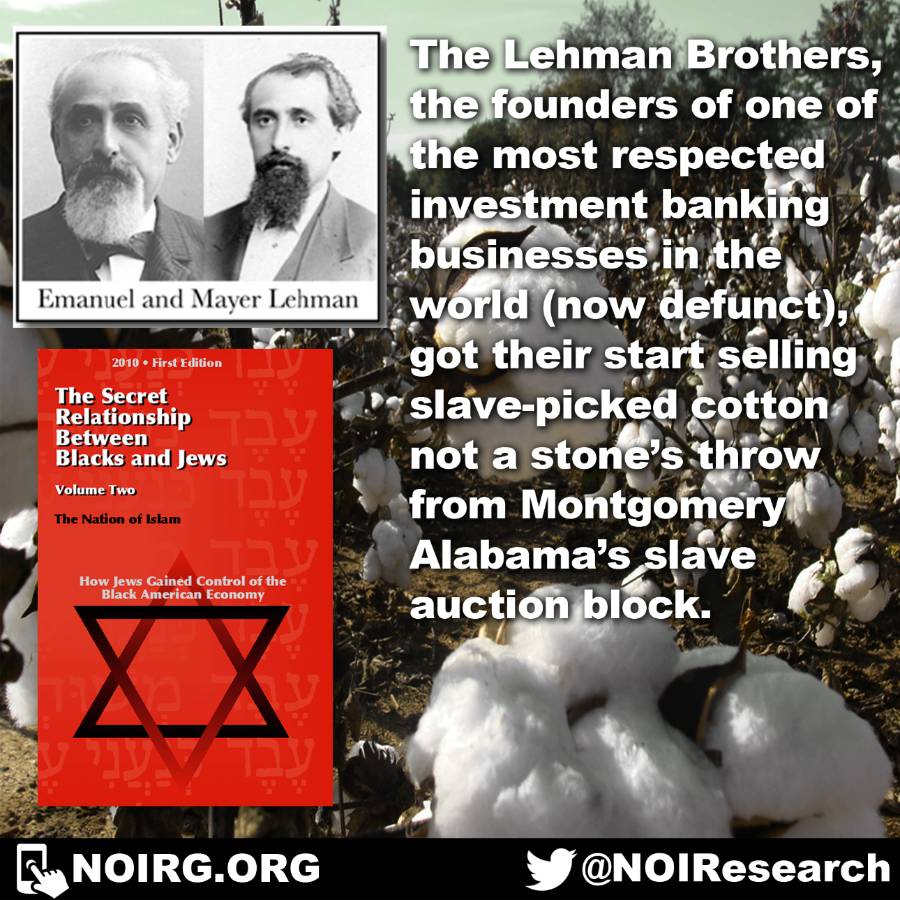 Emanuel and Mayer Lehman
The Lehman Brothers,
the founders of one of
the most respected
investment banking
businesses in the
world (now defunct),
got their start selling
slave-picked cotton
not a stone's throw
from Montgomery
Alabama's slave
auction block.
2010 • First Edition
The Secret
Relationship
Between
Blacks and Jews
Volume Two
The Nation of Islam
How Jews Gained Control of the
Black American Economy
NOIRG.ORG
@NOIResearch